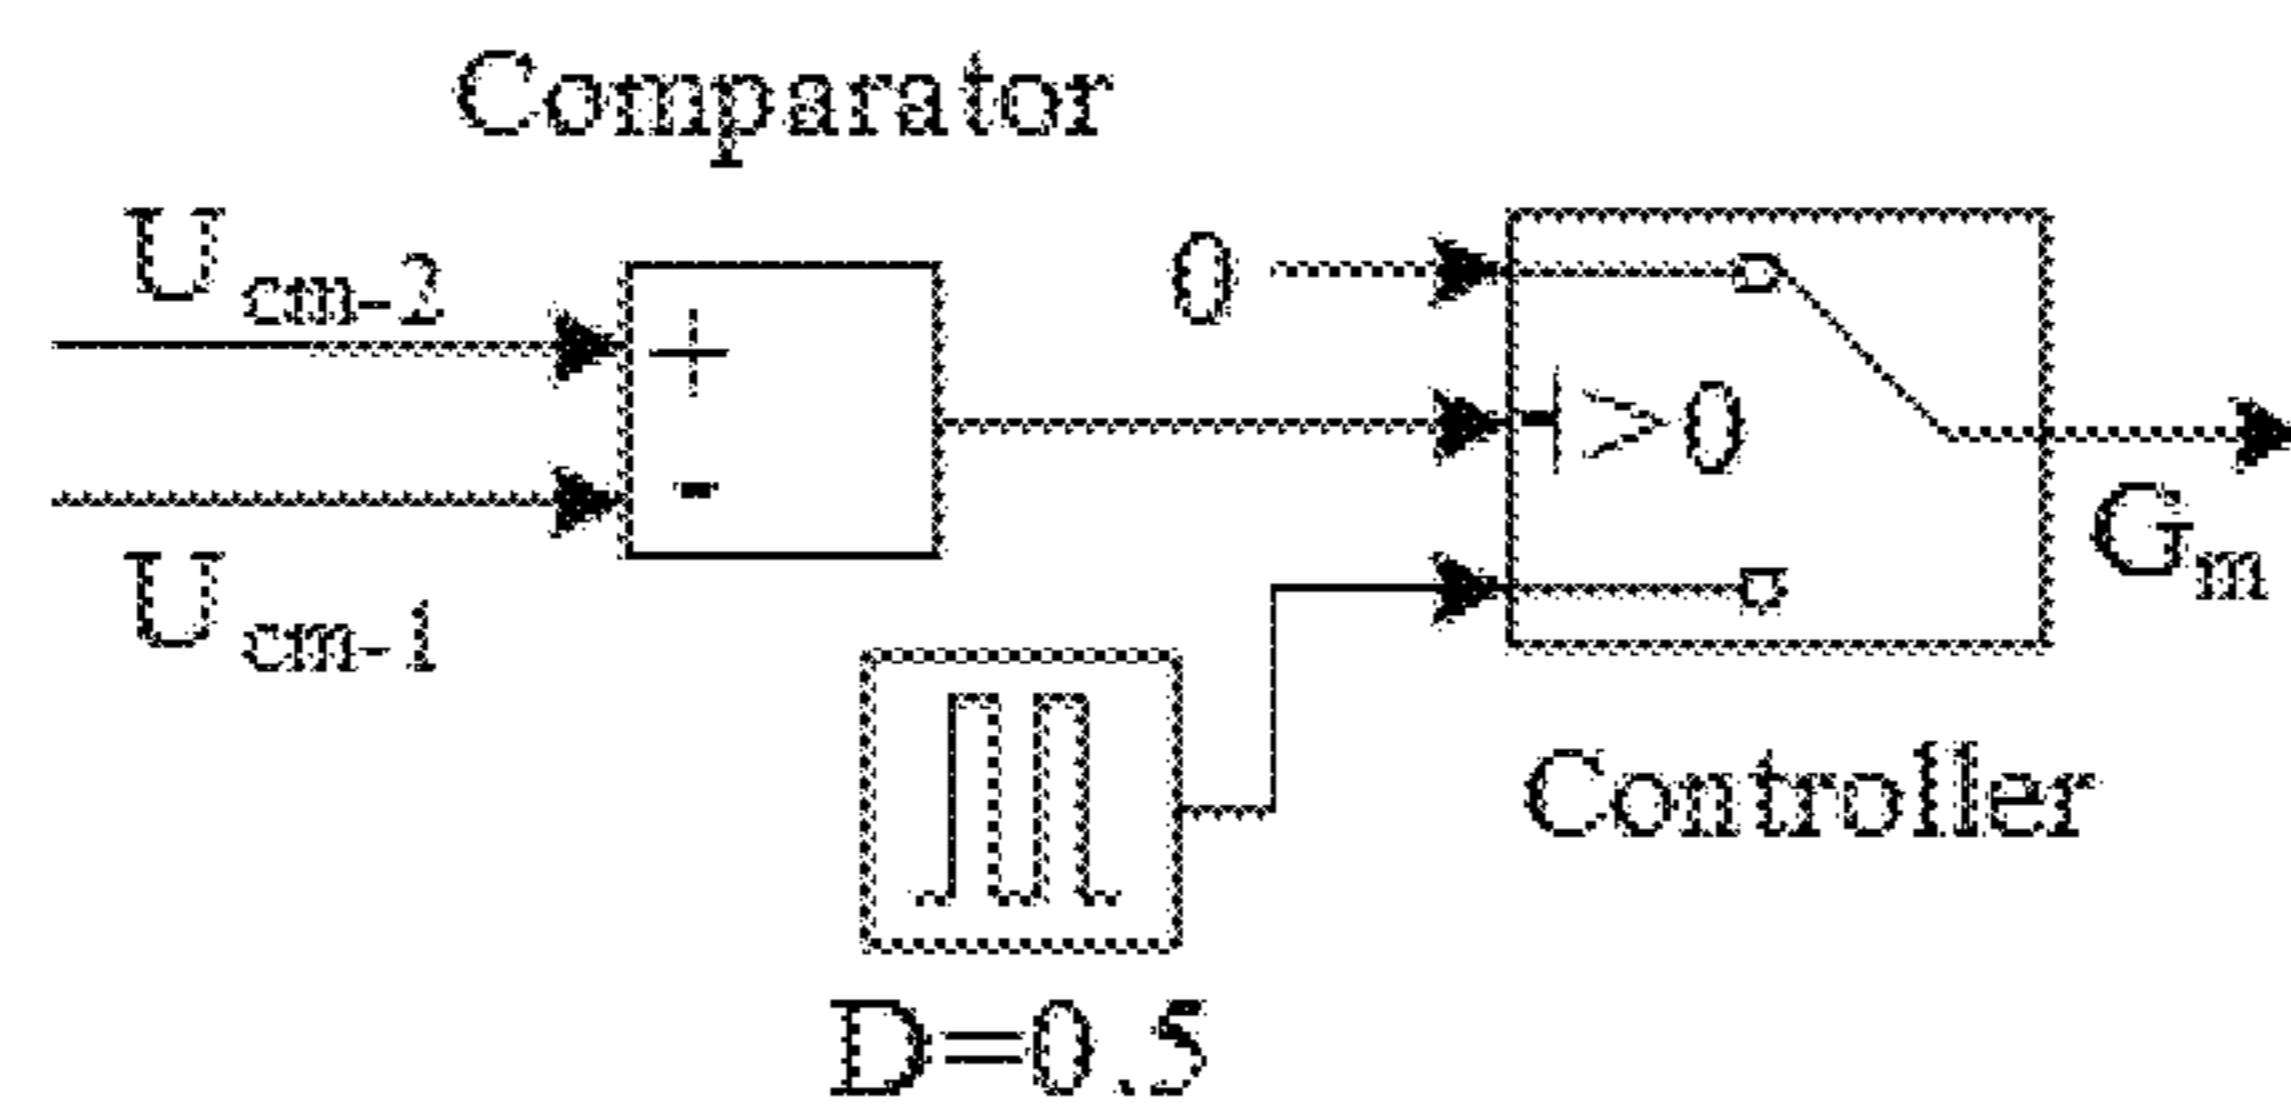 Comparator
U cm-2
+
-
U cm-1
0
>0
G m
Controller
D=0.5